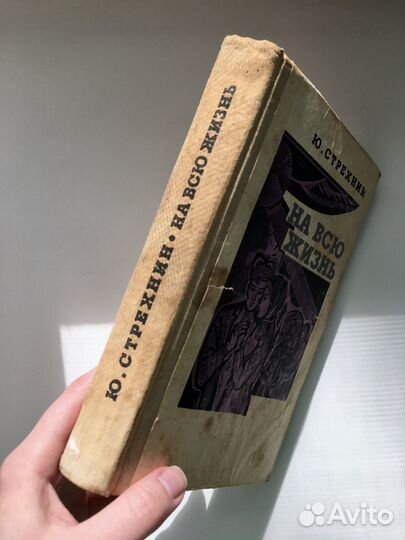 Ю. СТРЕХНИН • НА ВСЮ ЖИЗНЬ
Ю. СТРЕХНИН
НА ВСЮ
ЖИЗНЬ
Avito